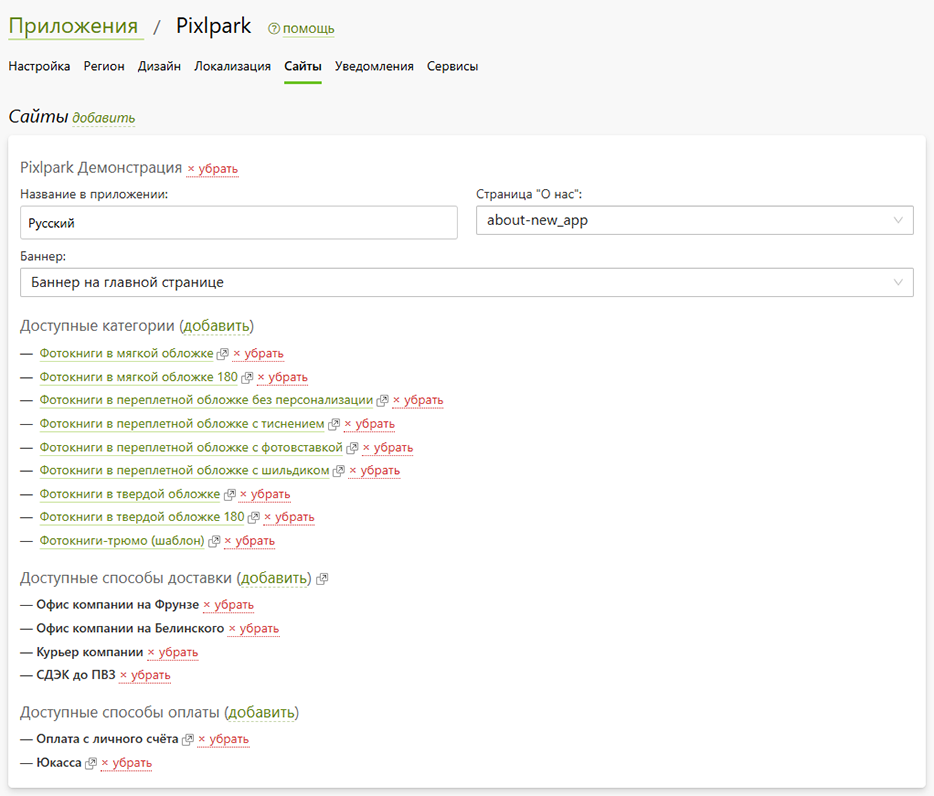 Приложения / Pixlpark ? помощь
Настройка Регион Дизайн Локализация Сайты Уведомления Сервисы
Сайты добавить
Pixlpark Демонстрация × убрать
Название в приложении: Страница "О нас":
Русский about-new_app
Баннер:
Баннер на главной странице
Доступные категории (добавить)
— Фотокниги в мягкой обложке × убрать
— Фотокниги в мягкой обложке 180 × убрать
— Фотокниги в переплетной обложке без персонализации × убрать
— Фотокниги в переплетной обложке с тиснением × убрать
— Фотокниги в переплетной обложке с фотовставкой × убрать
— Фотокниги в переплетной обложке с шильдиком × убрать
— Фотокниги в твердой обложке × убрать
— Фотокниги в твердой обложке 180 × убрать
— Фотокниги-трюмо (шаблон) × убрать
Доступные способы доставки (добавить)
— Офис компании на Фрунзе × убрать
— Офис компании на Белинского × убрать
— Курьер компании × убрать
— СДЭК до ПВЗ × убрать
Доступные способы оплаты (добавить)
— Оплата с личного счёта × убрать
— Юкасса × убрать